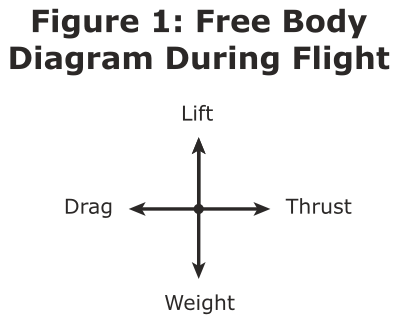 Figure 1: Free Body
Diagram During Flight
Lift
Drag
Thrust
Weight